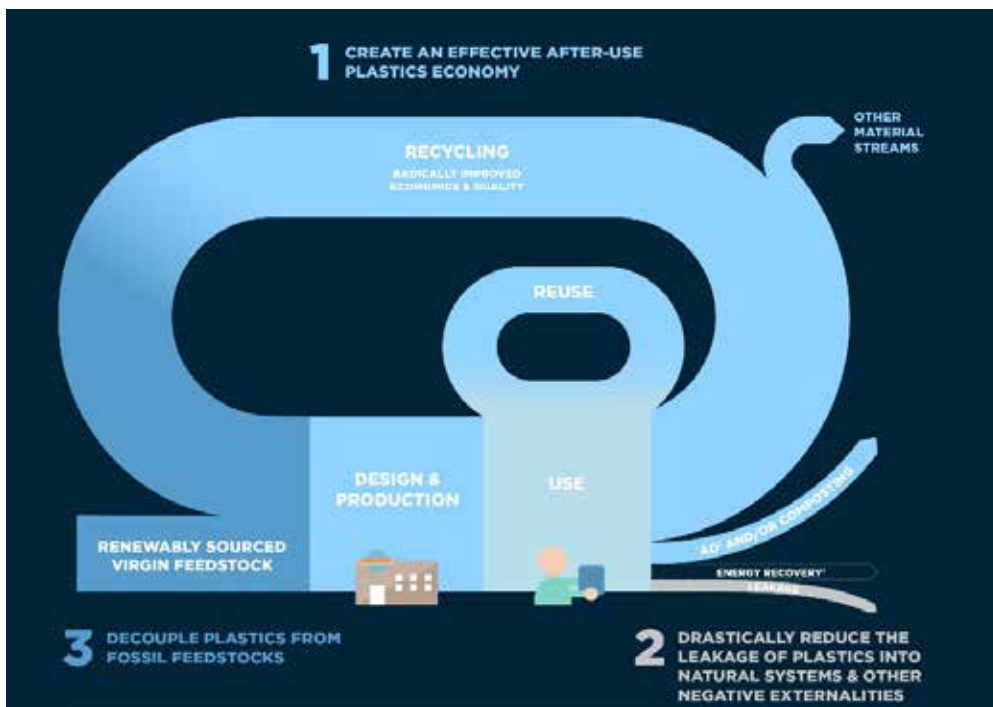 1 CREATE AN EFFECTIVE AFTER-USE
PLASTICS ECONOMY
OTHER
MATERIAL
STREAMS
RECYCLING
RADICALLY IMPROVED
ECONOMICS & QUALITY
REUSE
DESIGN &
PRODUCTION
USE
AD¹ AND/OR COMPOSTING
RENEWABLY SOURCED
VIRGIN FEEDSTOCK
ENERGY RECOVERY¹
LEAKAGE
3 DECOUPLE PLASTICS FROM
FOSSIL FEEDSTOCKS
2 DRASTICALLY REDUCE THE
LEAKAGE OF PLASTICS INTO
NATURAL SYSTEMS & OTHER
NEGATIVE EXTERNALITIES